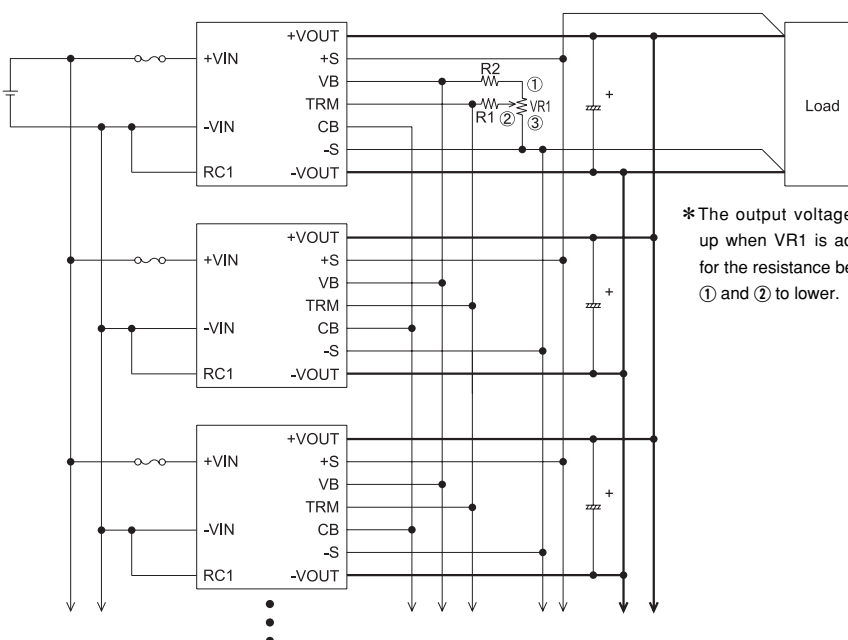 +VOUT
+VIN
+S
VB
R2
①
TRM
R1
②
VR1
③
-VIN
CB
-S
RC1
-VOUT
+
+
Load
∗The output voltage
up when VR1 is
for the resistance
① and ② to lower.
+VOUT
+VIN
+S
VB
TRM
-VIN
CB
-S
RC1
-VOUT
+
+VOUT
+VIN
+S
VB
TRM
-VIN
CB
-S
RC1
-VOUT
+